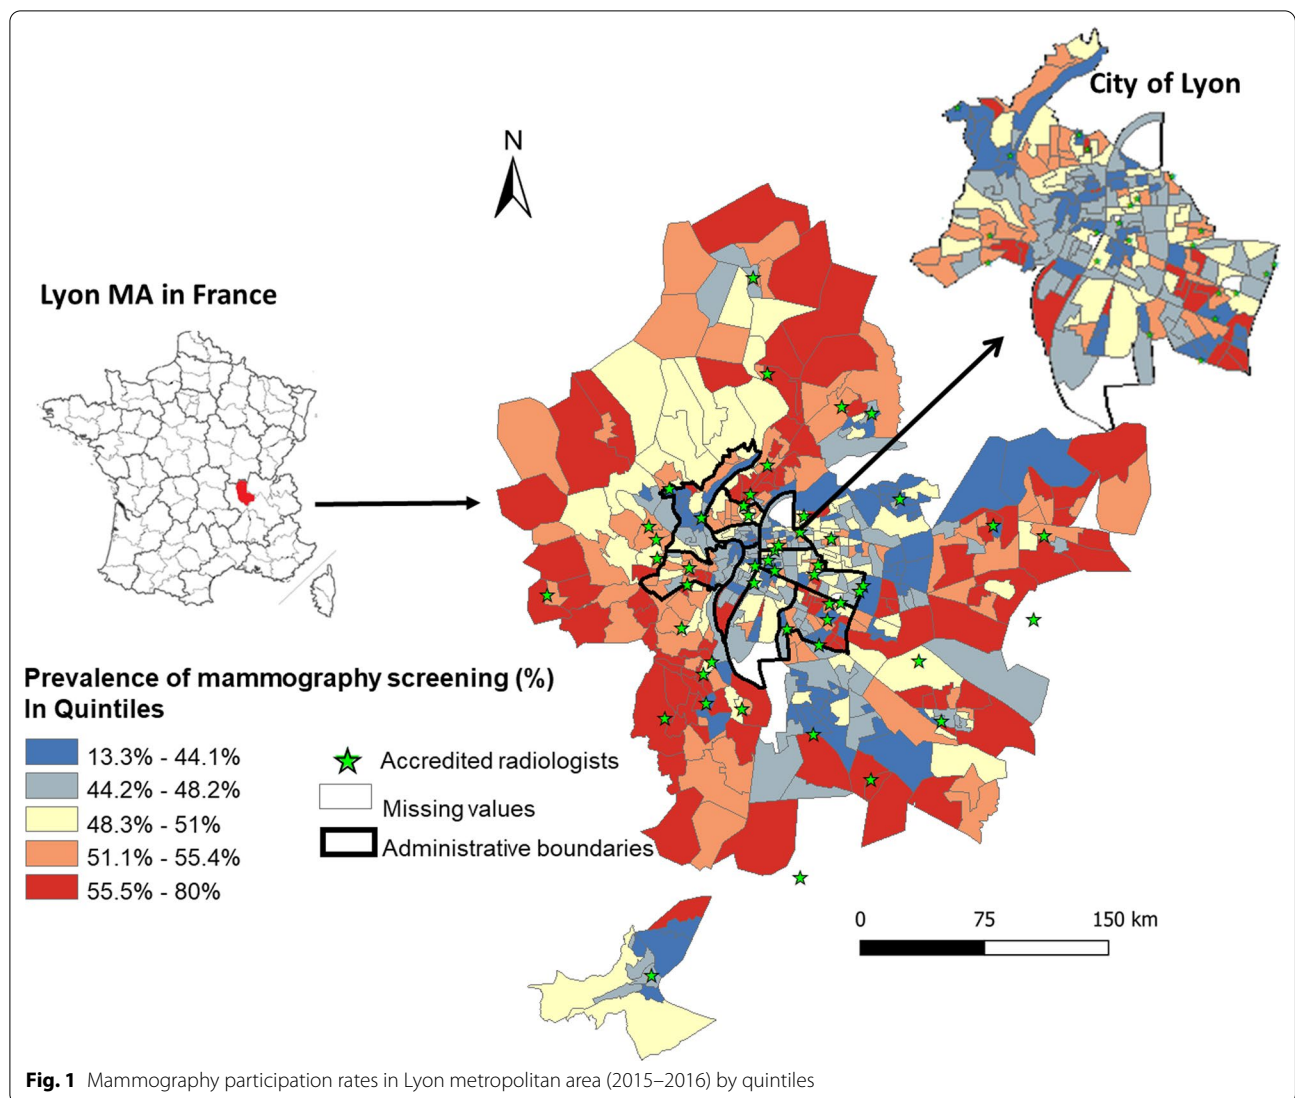 City of Lyon
N
Lyon MA in France
Prevalence of mammography screening (%)
In Quintiles
13.3% - 44.1%
44.2% - 48.2%
48.3% - 51%
51.1% - 55.4%
55.5% - 80%
Accredited radiologists
Missing values
Administrative boundaries
0 75 150 km
Fig. 1 Mammography participation rates in Lyon metropolitan area (2015–2016) by quintiles